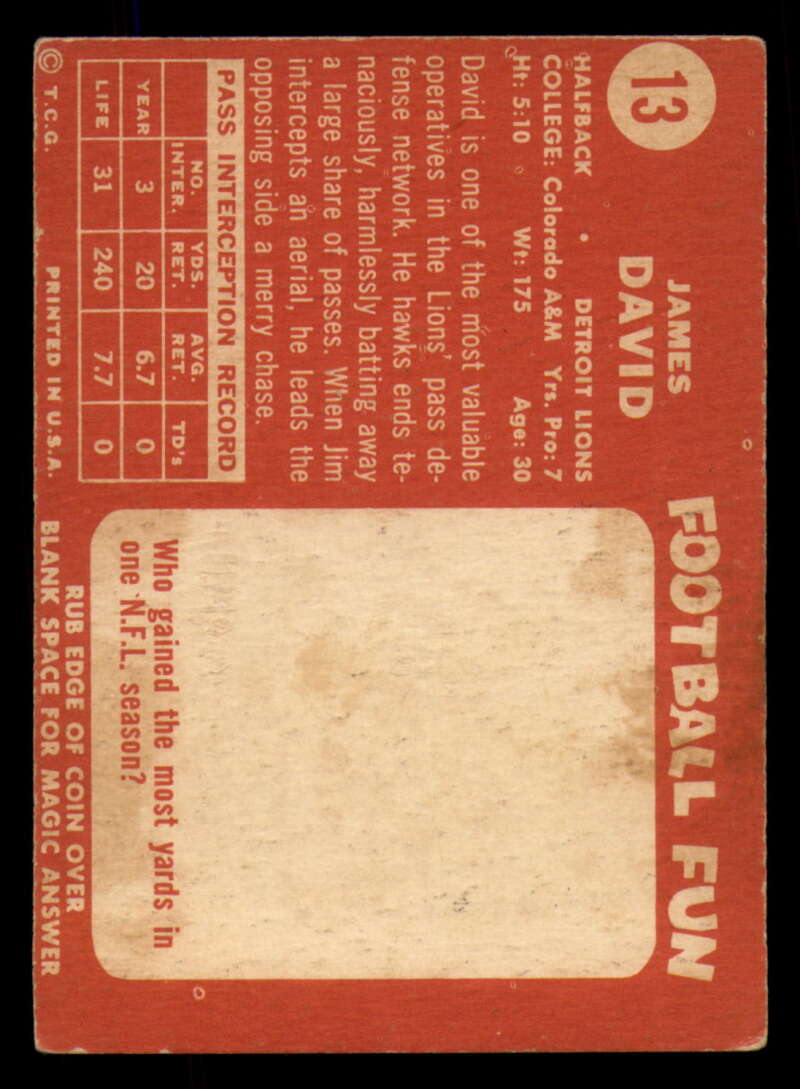 13
JAMES
DAVID
HALFBACK • DETROIT LIONS
COLLEGE: Colorado A&M Yrs. Pro: 7
Ht: 5:10 Wt: 175 Age: 30
David is one of the most valuable
operatives in the Lions' pass de-
fense network. He hawks ends te-
naciously, harmlessly batting away
a large share of passes. When Jim
intercepts an aerial, he leads the
opposing side a merry chase.
PASS INTERCEPTION RECORD
NO. INTER. YDS. RET. AVG. RET. TD's
YEAR 3 20 6.7 0
LIFE 31 240 7.7 0
© T.C.G. PRINTED IN U.S.A.
FOOTBALL FUN
Who gained the most yards in
one N.F.L. season?
RUB EDGE OF COIN OVER
BLANK SPACE FOR MAGIC ANSWER